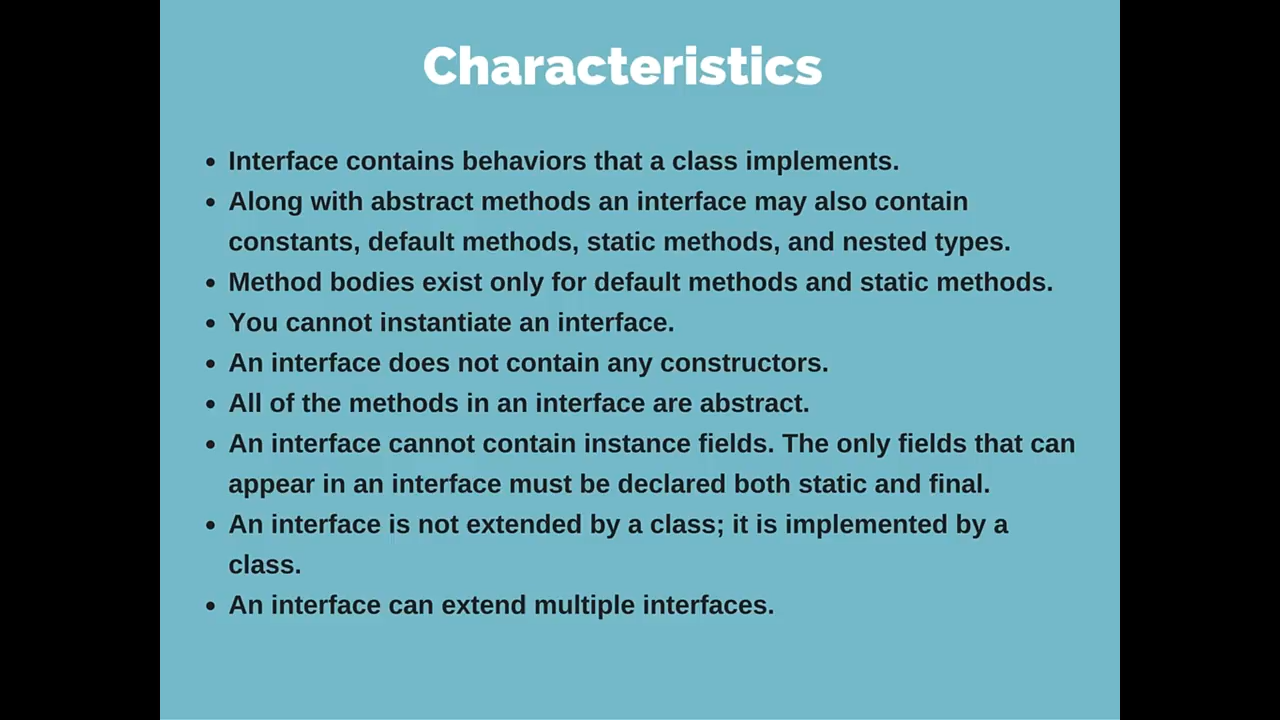 Characteristics
• Interface contains behaviors that a class implements.
• Along with abstract methods an interface may also contain
constants, default methods, static methods, and nested types.
• Method bodies exist only for default methods and static methods.
• You cannot instantiate an interface.
• An interface does not contain any constructors.
• All of the methods in an interface are abstract.
• An interface cannot contain instance fields. The only fields that can
appear in an interface must be declared both static and final.
• An interface is not extended by a class; it is implemented by a
class.
• An interface can extend multiple interfaces.